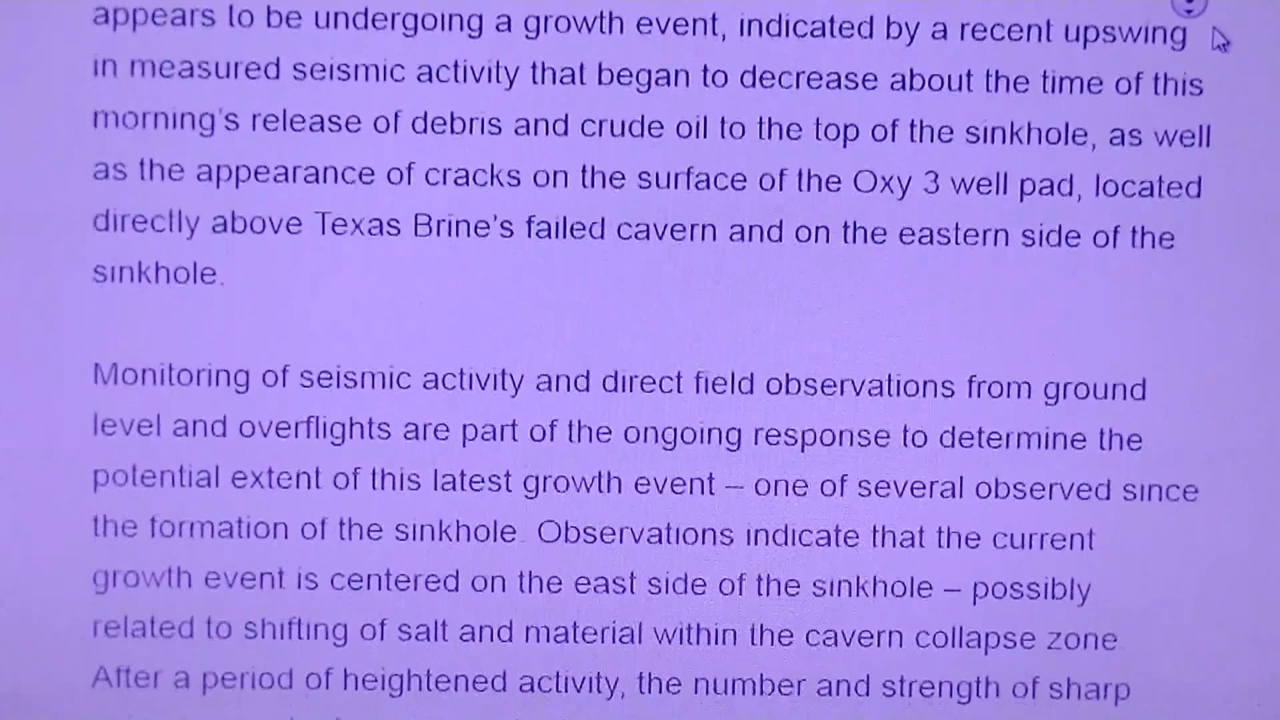 appears to be undergoing a growth event, indicated by a recent upswing
in measured seismic activity that began to decrease about the time of this
morning's release of debris and crude oil to the top of the sinkhole, as well
as the appearance of cracks on the surface of the Oxy 3 well pad, located
directly above Texas Brine's failed cavern and on the eastern side of the
sinkhole.
Monitoring of seismic activity and direct field observations from ground
level and overflights are part of the ongoing response to determine the
potential extent of this latest growth event – one of several observed since
the formation of the sinkhole. Observations indicate that the current
growth event is centered on the east side of the sinkhole – possibly
related to shifting of salt and material within the cavern collapse zone
After a period of heightened activity, the number and strength of sharp